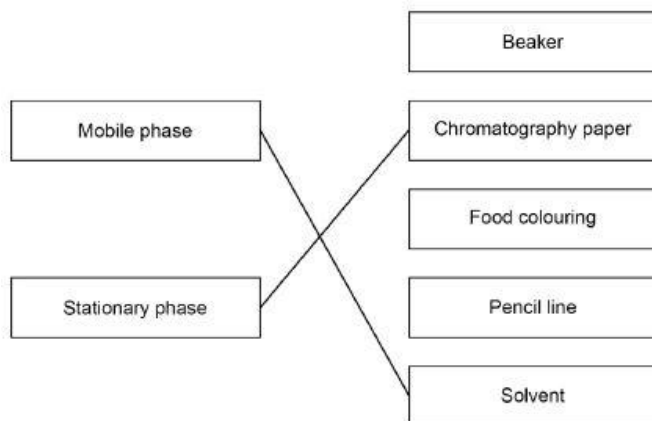 Beaker
Mobile phase
Chromatography paper
Food colouring
Stationary phase
Pencil line
Solvent